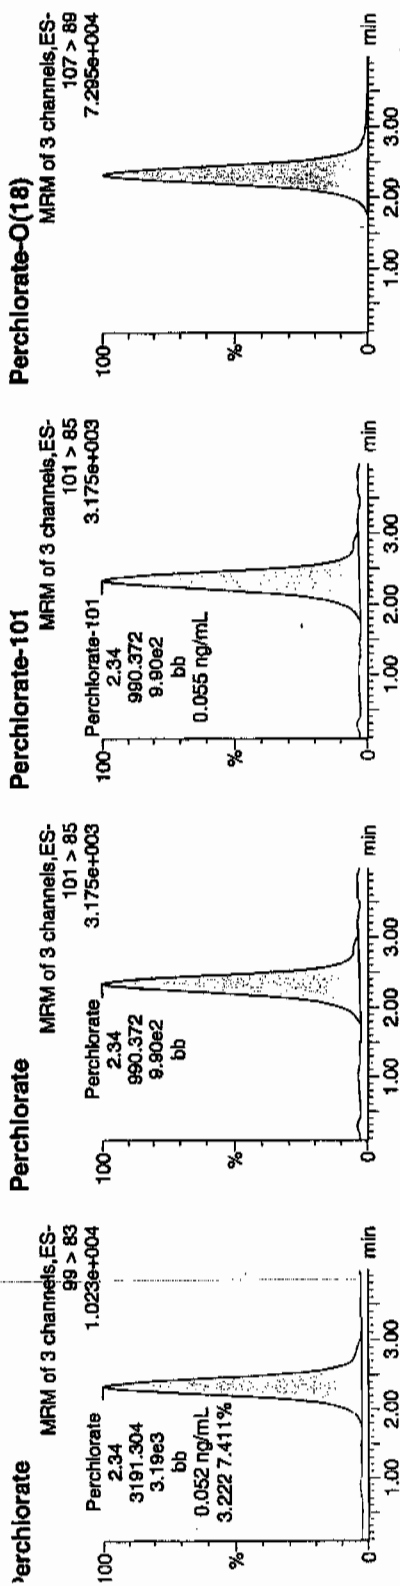 erchlorate
MRM of 3 channels,ES-
99 > 83
1.023e+004
100
Perchlorate
2.34
3191.304
3.19e3
bb
0.052 ng/mL
3.222 7.411%
%
0
1.00 2.00 3.00 min
Perchlorate
MRM of 3 channels,ES-
101 > 85
3.175e+003
100
Perchlorate
2.34
990.372
9.90e2
bb
%
0
1.00 2.00 3.00 min
Perchlorate-101
MRM of 3 channels,ES-
101 > 85
3.175e+003
100
Perchlorate-101
2.34
990.372
9.90e2
bb
0.055 ng/mL
%
0
1.00 2.00 3.00 min
Perchlorate-O(18)
MRM of 3 channels,ES-
107 > 89
7.295e+004
100
%
0
1.00 2.00 3.00 min